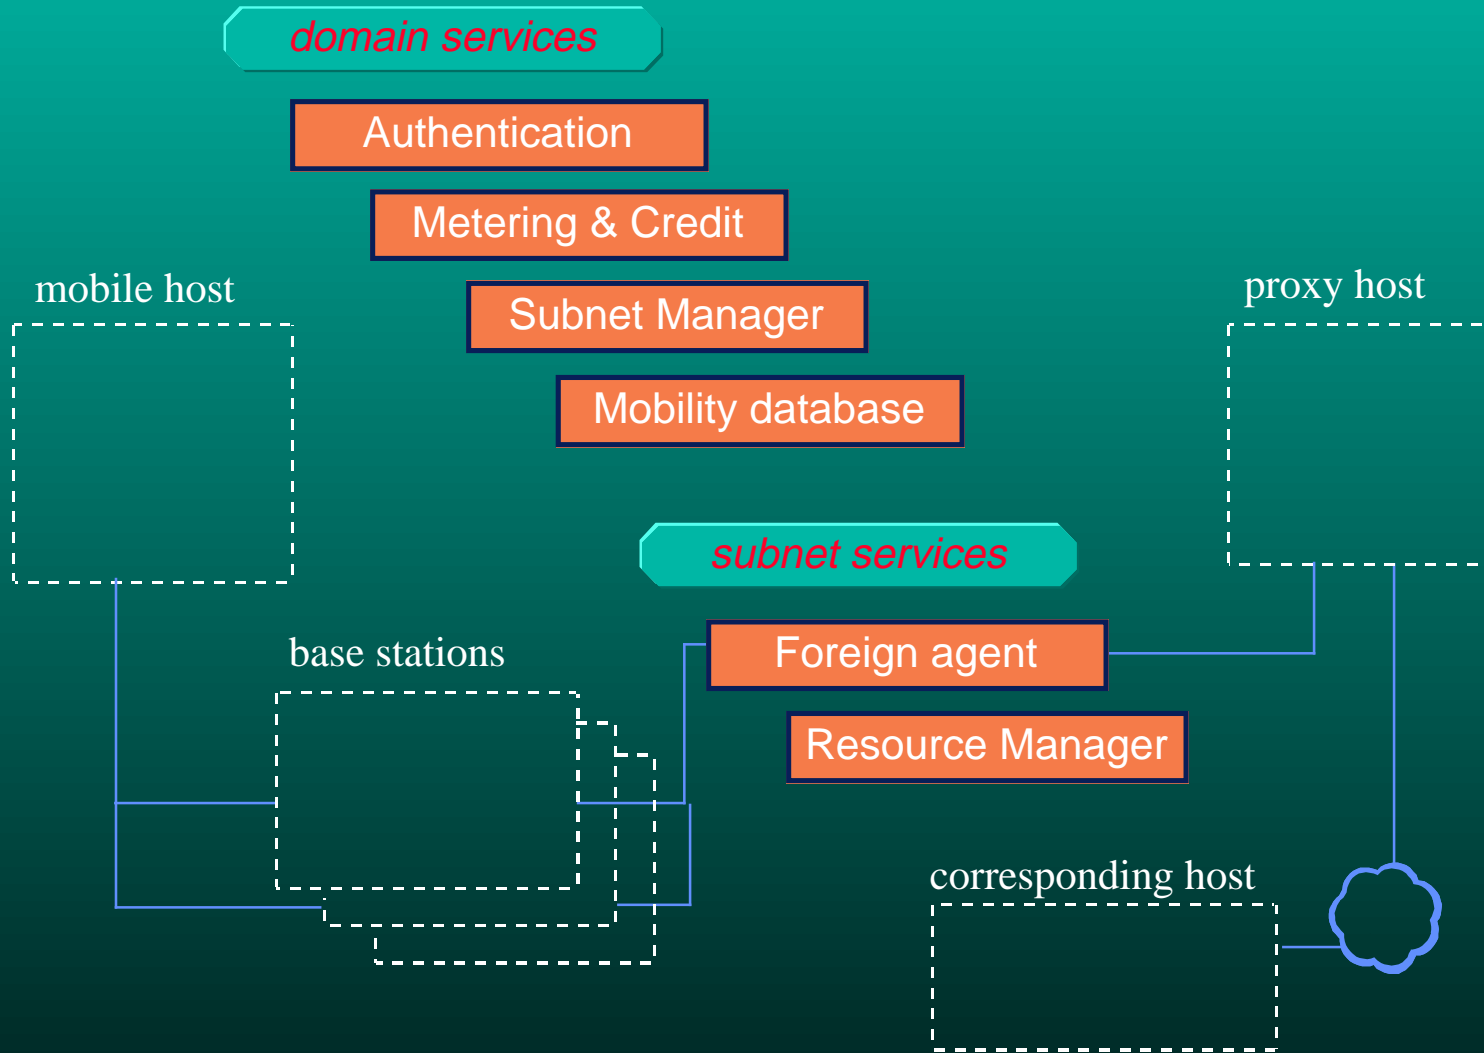 domain services
Authentication
Metering & Credit
mobile host
proxy host
Subnet Manager
Mobility database
subnet services
base stations
Foreign agent
Resource Manager
corresponding host